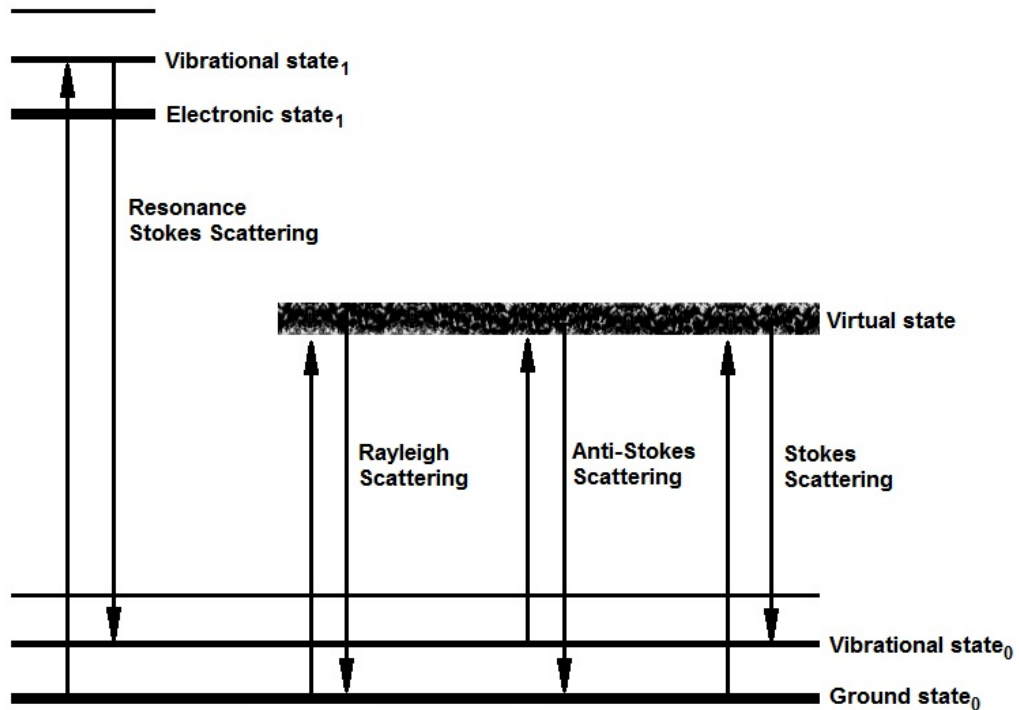 Vibrational state₁
Electronic state₁
Resonance
Stokes Scattering
Virtual state
Rayleigh
Scattering
Anti-Stokes
Scattering
Stokes
Scattering
Vibrational state₀
Ground state₀